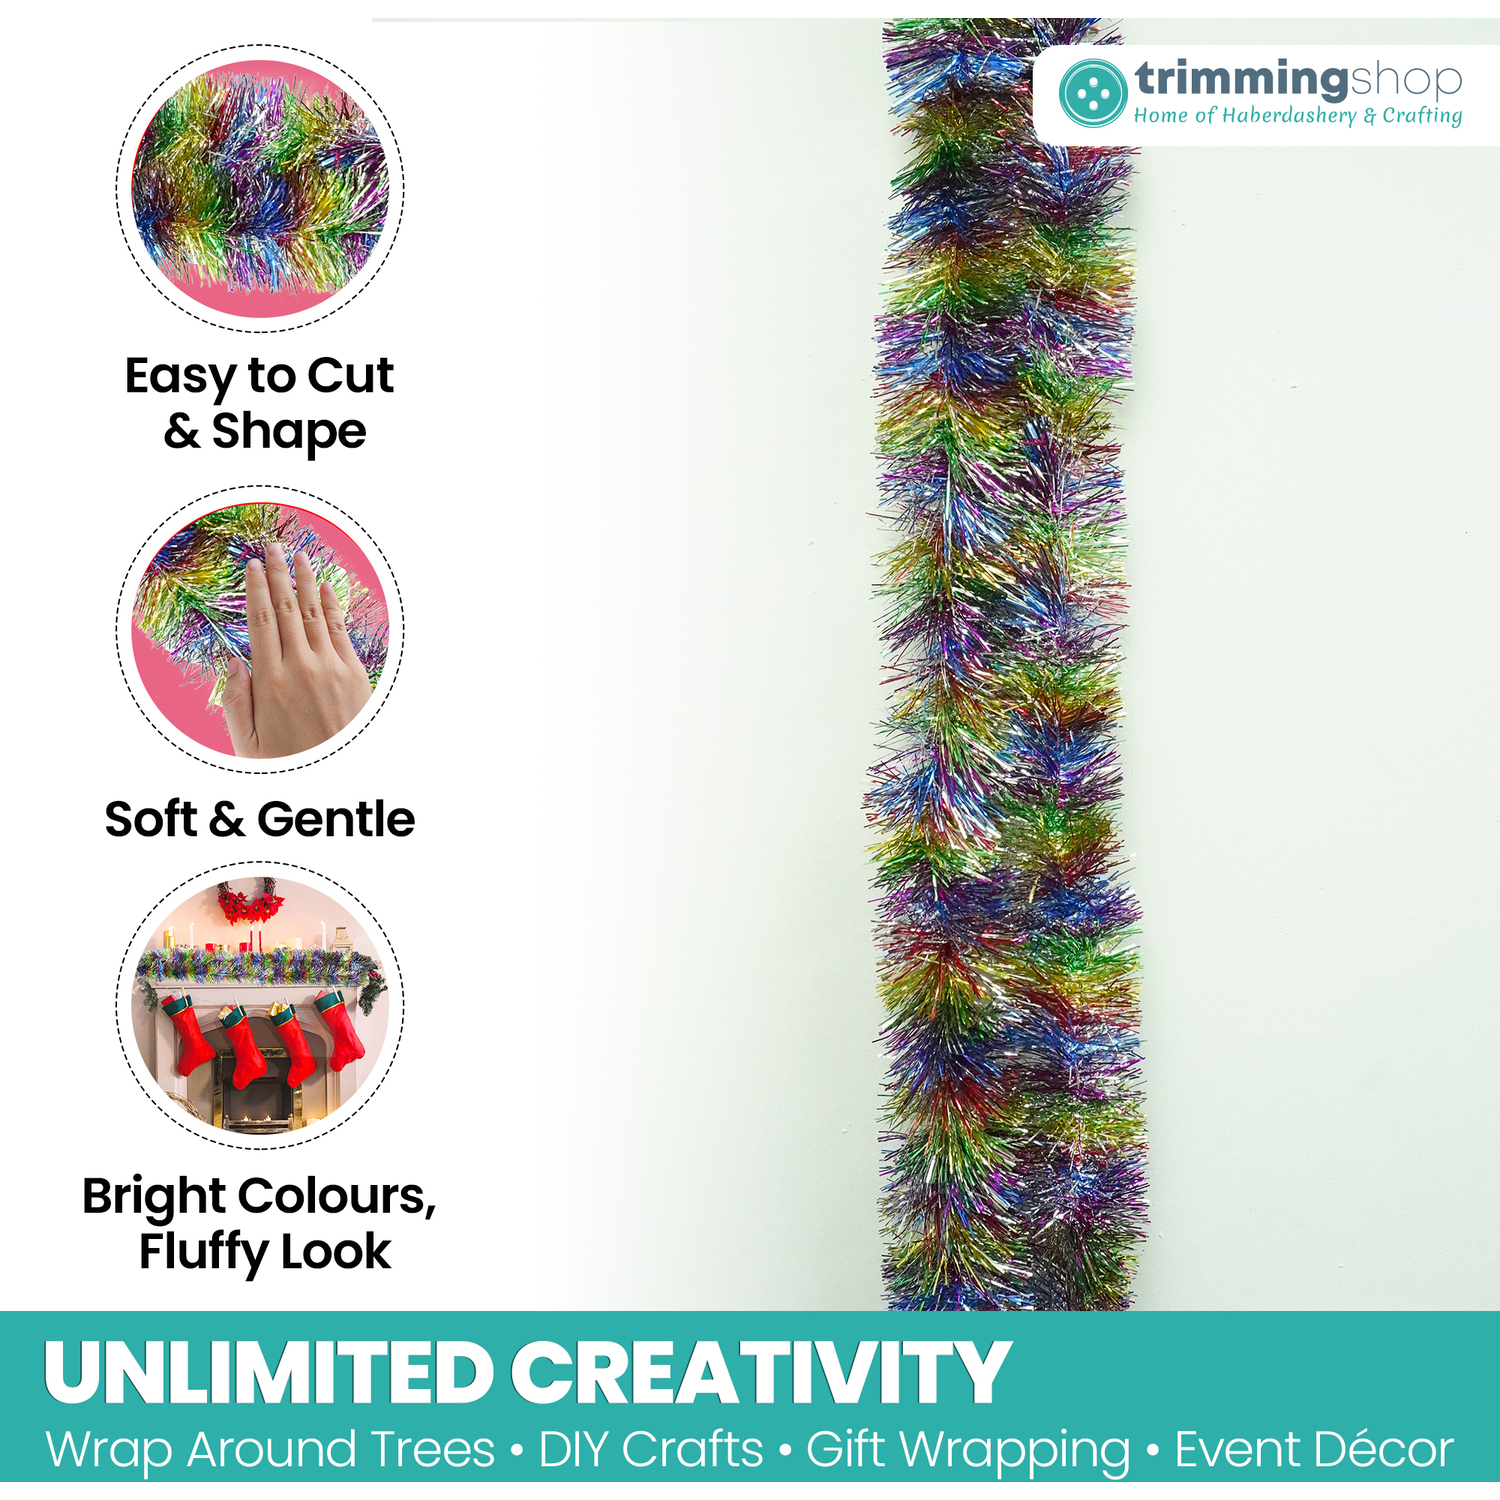 trimmingshop
Home of Haberdashery & Crafting
Easy to Cut
& Shape
Soft & Gentle
Bright Colours,
Fluffy Look
UNLIMITED CREATIVITY
Wrap Around Trees • DIY Crafts • Gift Wrapping • Event Décor